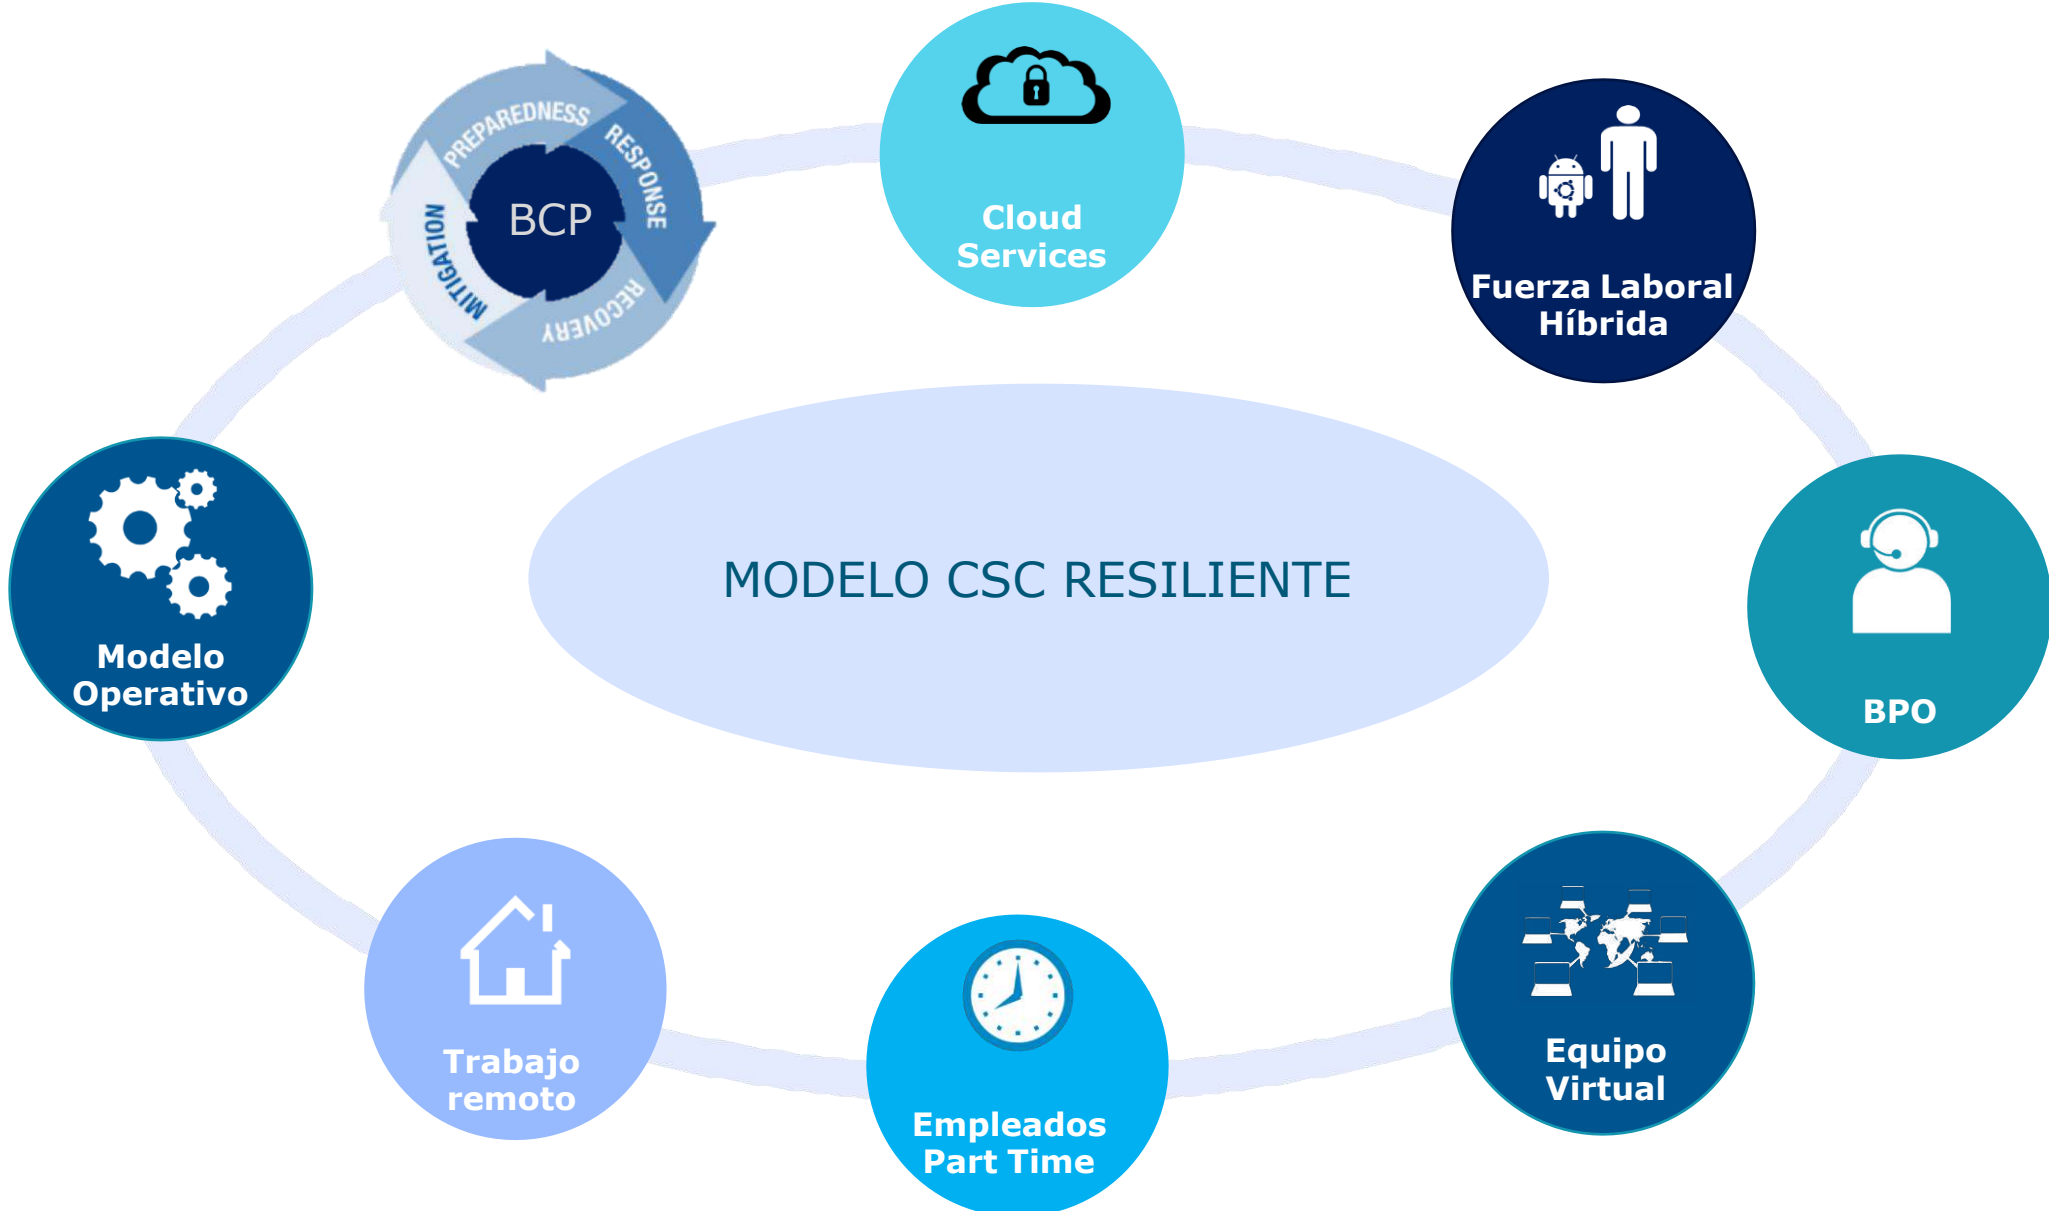 PREPAREDNESS
RESPONSE
RECOVERY
MITIGATION
BCP
Cloud
Services
Fuerza Laboral
Híbrida
BPO
Equipo
Virtual
Empleados
Part Time
Trabajo
remoto
Modelo
Operativo
MODELO CSC RESILIENTE